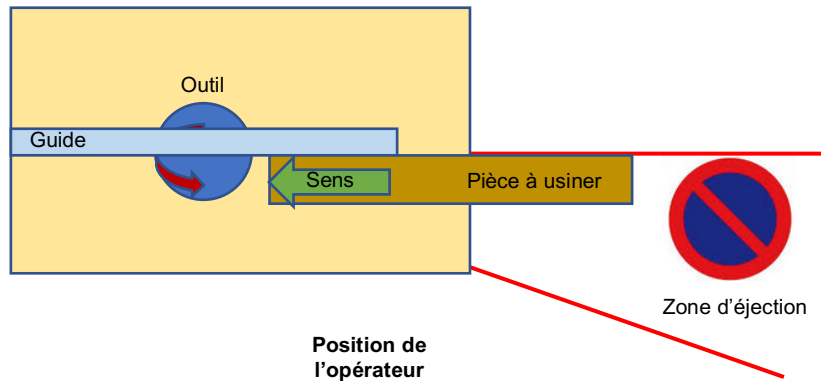 Outil
Guide
Sens
Pièce à usiner
Zone d’éjection
Position de
l’opérateur